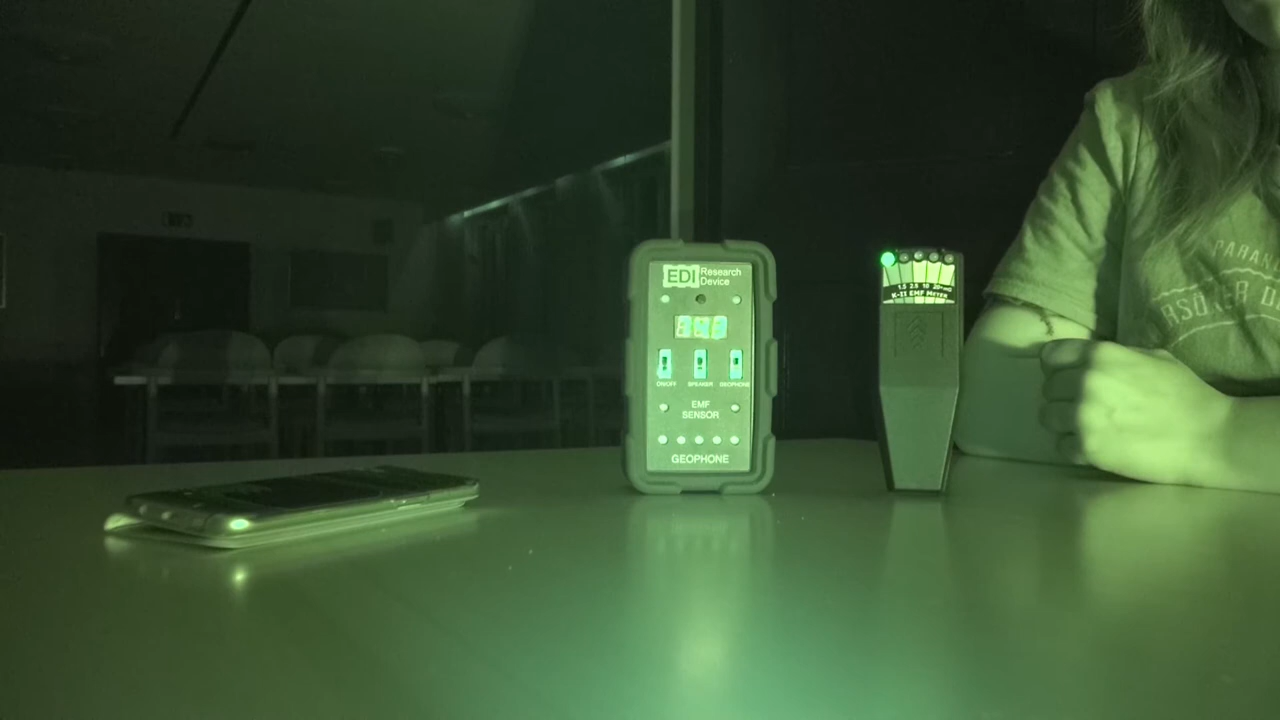 EDI Research
Device
ON/OFF SPEAKER GEOPHONE
EMF
SENSOR
GEOPHONE
1.5 2.5 10 20+ mG
K-II EMF METER